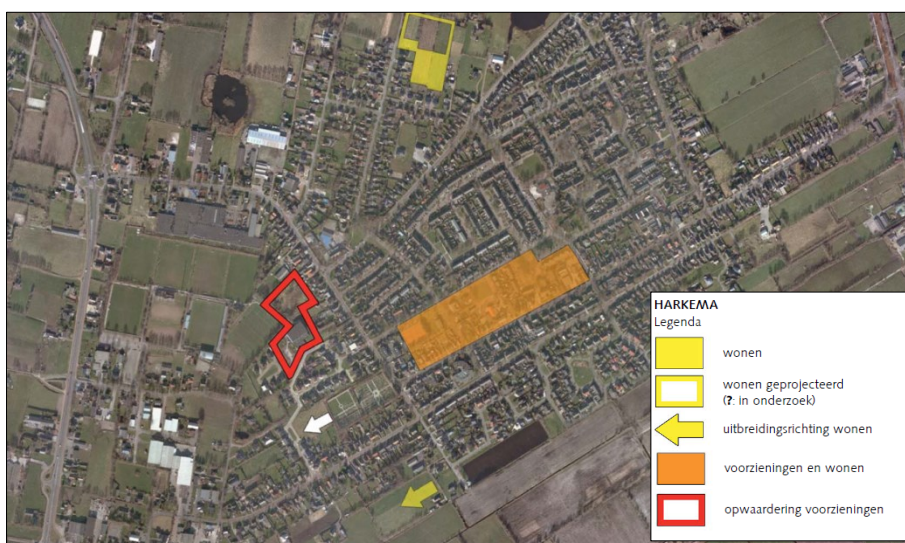 HARKEMA
Legenda
wonen
wonen geprojecteerd
(?: in onderzoek)
uitbreidingsrichting wonen
voorzieningen en wonen
opwaardering voorzieningen